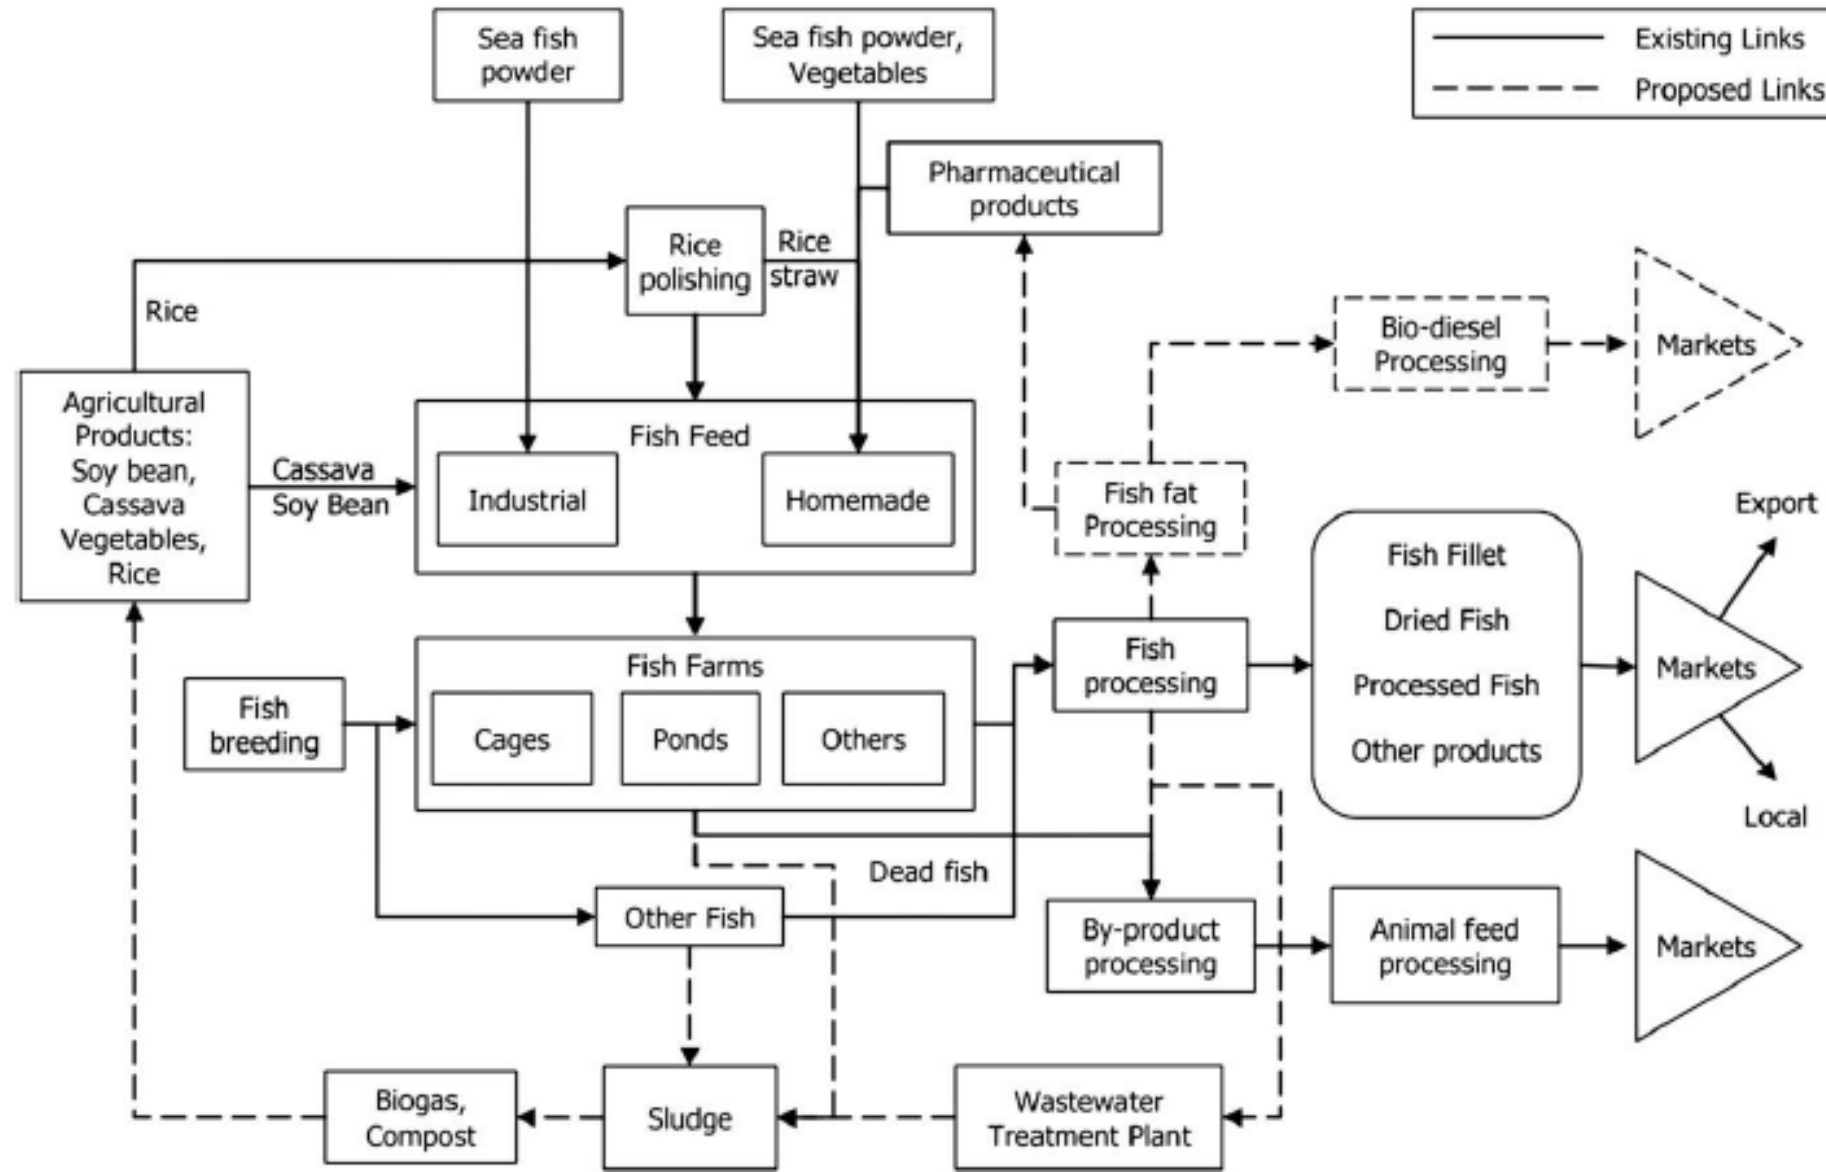 Sea fish
powder
Sea fish powder,
Vegetables
Existing Links
Proposed Links
Pharmaceutical
products
Rice
polishing
Rice
straw
Rice
Bio-diesel
Processing
Markets
Agricultural
Products:
Soy bean,
Cassava
Vegetables,
Rice
Cassava
Soy Bean
Fish Feed
Industrial
Homemade
Fish fat
Processing
Export
Fish Fillet
Dried Fish
Processed Fish
Other products
Markets
Local
Fish
processing
Fish Farms
Cages
Ponds
Others
Fish
breeding
Dead fish
Other Fish
By-product
processing
Animal feed
processing
Markets
Biogas,
Compost
Sludge
Wastewater
Treatment Plant